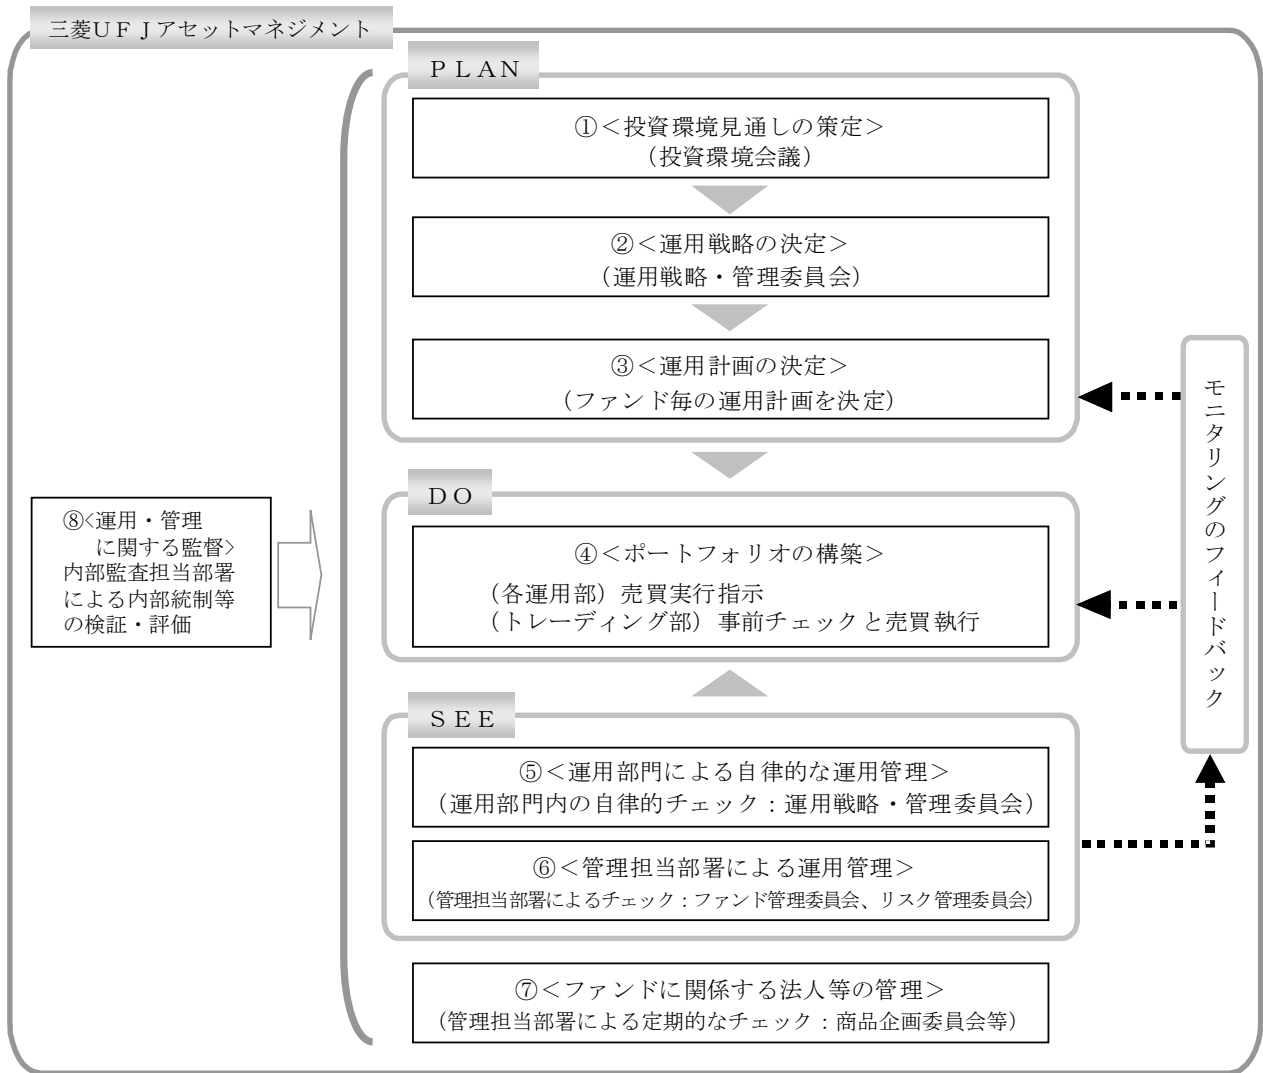 三菱UFJアセットマネジメント
PLAN
①<投資環境見通しの策定>
(投資環境会議)
②<運用戦略の決定>
(運用戦略・管理委員会)
③<運用計画の決定>
(ファンド毎の運用計画を決定)
DO
④<ポートフォリオの構築>
(各運用部)売買実行指示
(トレーディング部)事前チェックと売買執行
SEE
⑤<運用部門による自律的な運用管理>
(運用部門内の自律的チェック:運用戦略・管理委員会)
⑥<管理担当部署による運用管理>
(管理担当部署によるチェック:ファンド管理委員会、リスク管理委員会)
⑦<ファンドに関係する法人等の管理>
(管理担当部署による定期的なチェック:商品企画委員会等)
⑧<運用・管理
に関する監督>
内部監査担当部署
による内部統制等
の検証・評価
モニタリングのフィードバック